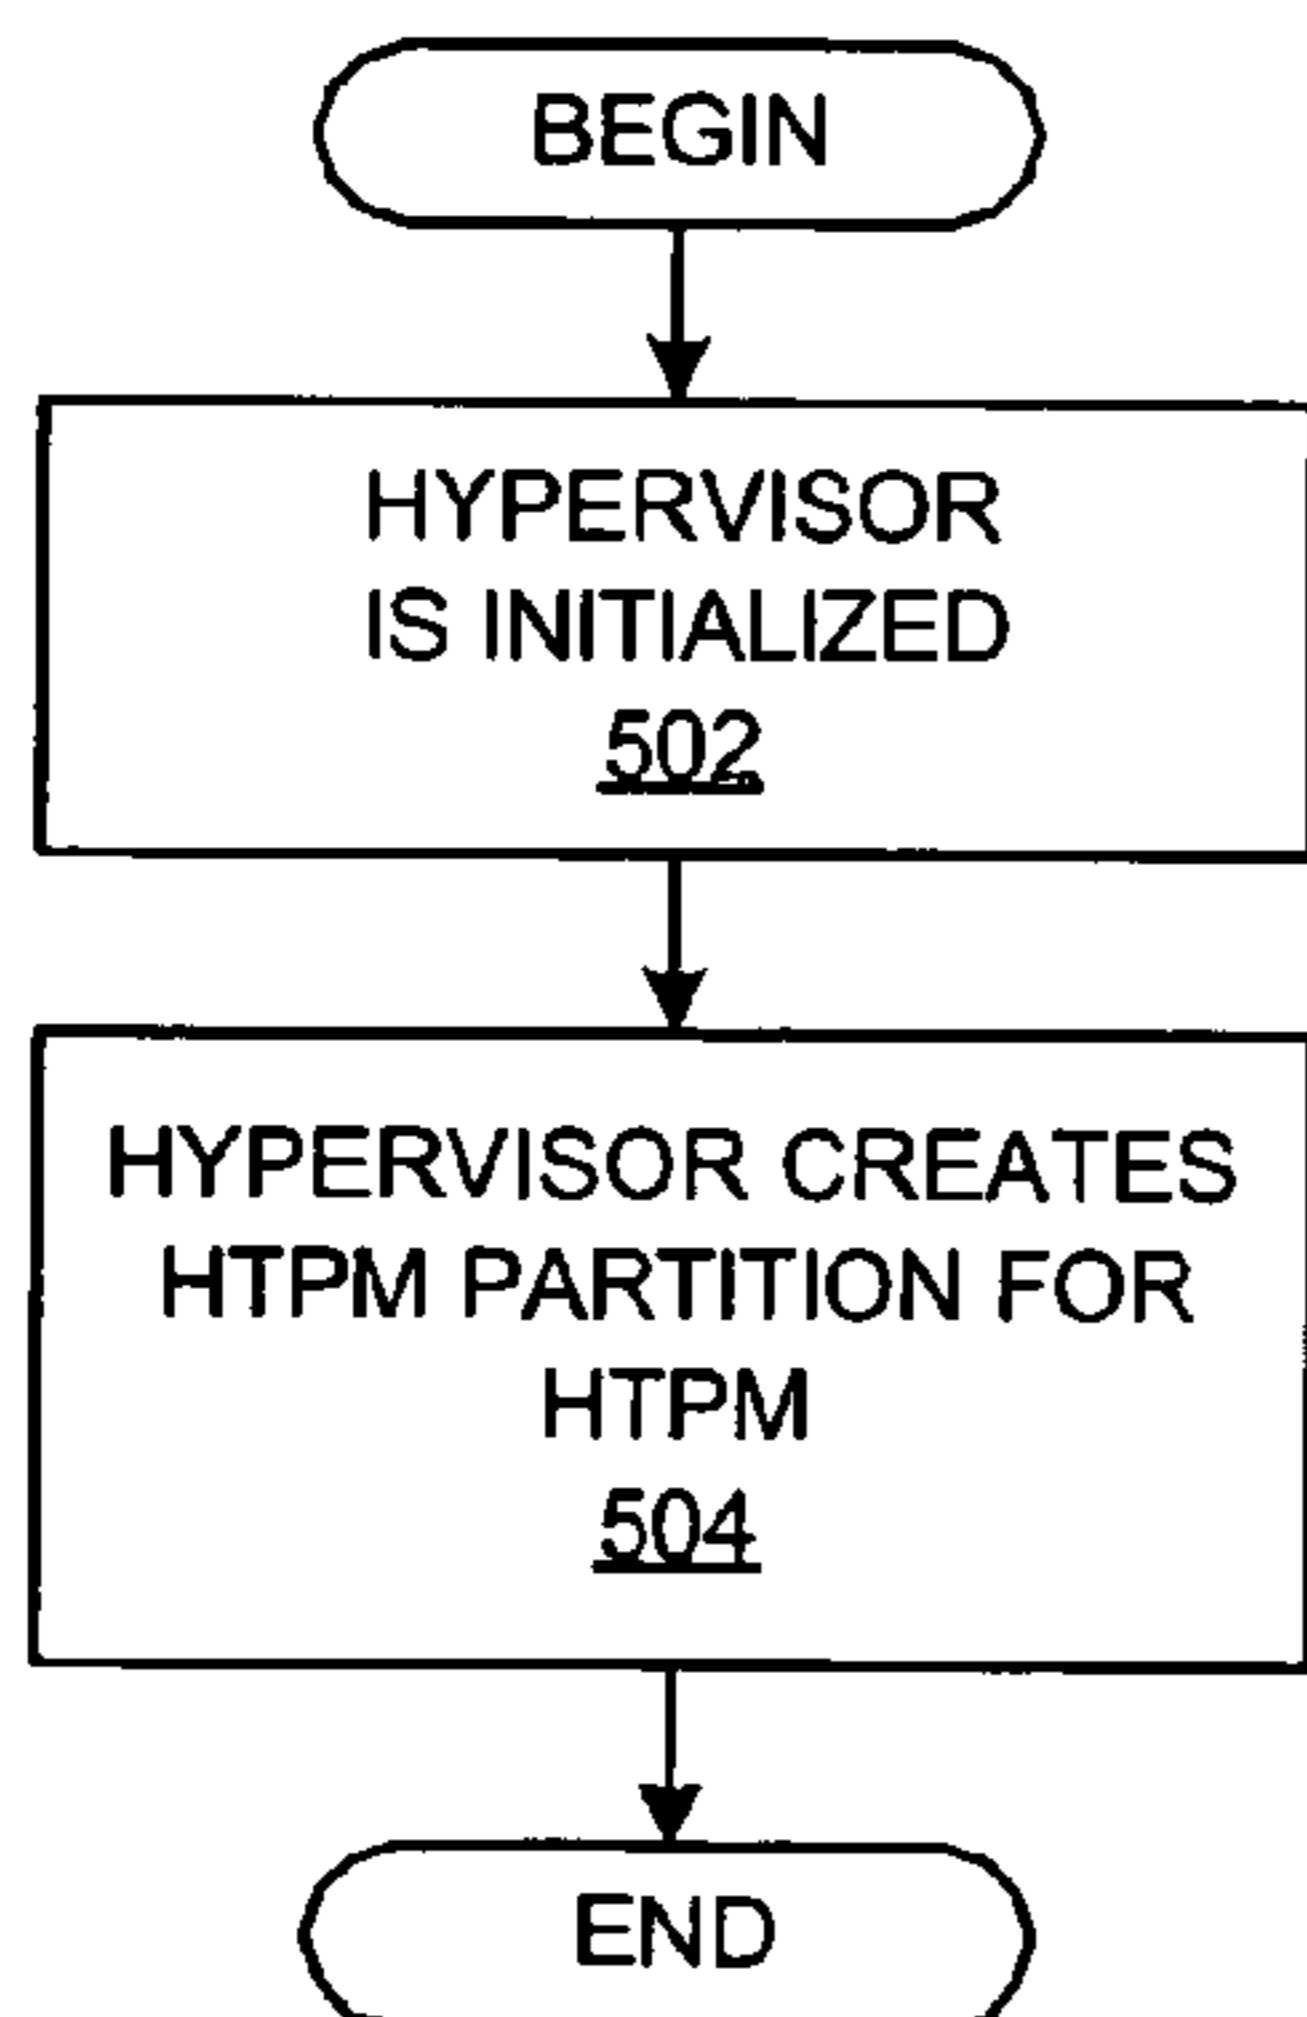 BEGIN
HYPERVISOR
IS INITIALIZED
502
HYPERVISOR CREATES
HTPM PARTITION FOR
HTPM
504
END